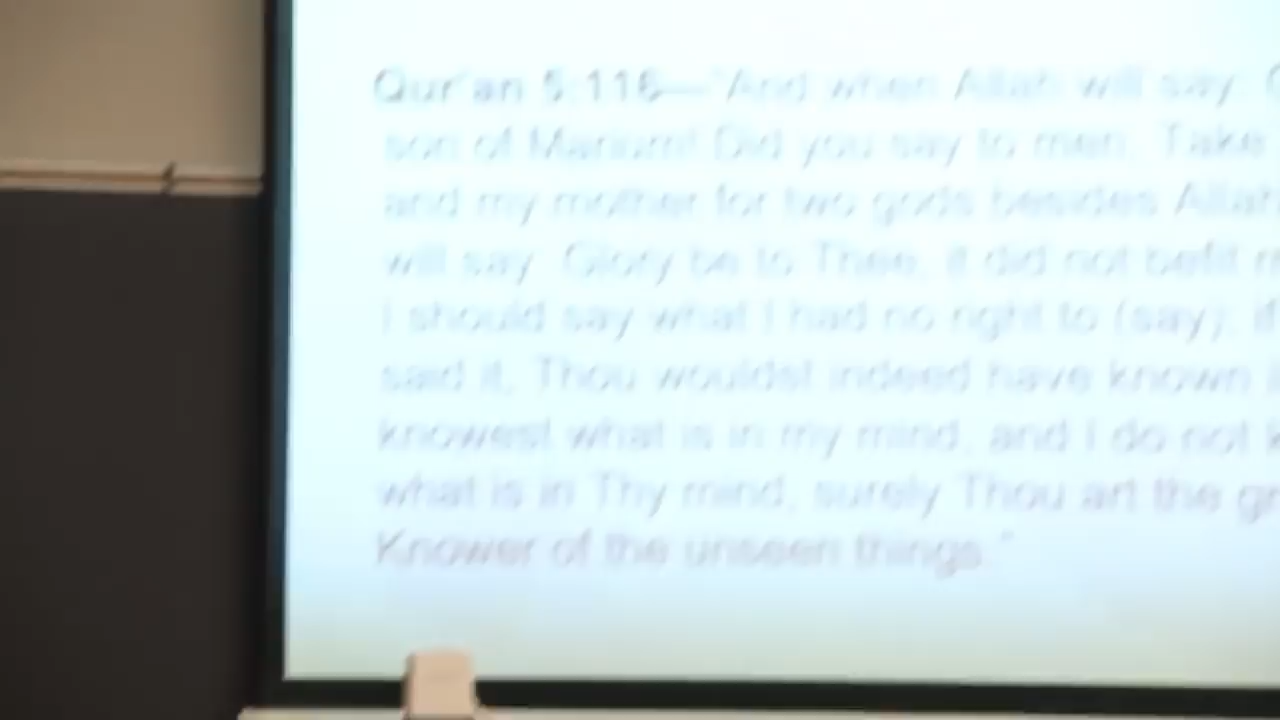 Qur'an 5:116—"And when Allah will say:
son of Marium! Did you say to men, Take
and my mother for two gods besides Allah
will say: Glory be to Thee, it did not befit
I should say what I had no right to (say); if
said it, Thou wouldst indeed have known
knowest what is in my mind, and I do not
what is in Thy mind, surely Thou art the
Knower of the unseen things."